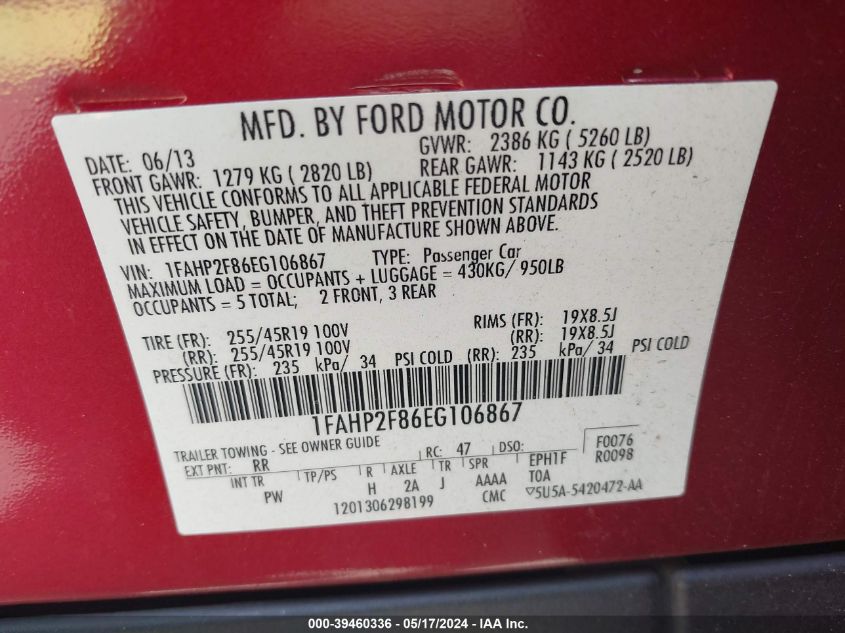 MFD. BY FORD MOTOR CO.
DATE: 06/13 GVWR: 2386 KG ( 5260 LB)
FRONT GAWR: 1279 KG ( 2820 LB) REAR GAWR: 1143 KG ( 2520 LB)
THIS VEHICLE CONFORMS TO ALL APPLICABLE FEDERAL MOTOR
VEHICLE SAFETY, BUMPER, AND THEFT PREVENTION STANDARDS
IN EFFECT ON THE DATE OF MANUFACTURE SHOWN ABOVE.
VIN: 1FAHP2F86EG106867 TYPE: Passenger Car
MAXIMUM LOAD = OCCUPANTS + LUGGAGE = 430KG/ 950LB
OCCUPANTS = 5 TOTAL; 2 FRONT, 3 REAR
TIRE (FR): 255/45R19 100V RIMS (FR): 19X8.5J
(RR): 255/45R19 100V (RR): 19X8.5J
PRESSURE (FR): 235 kPa/ 34 PSI COLD (RR): 235 kPa/ 34 PSI COLD
1FAHP2F86EG106867
TRAILER TOWING - SEE OWNER GUIDE
EXT PNT: RR RC: 47 DSO: F0076
R0098
INT TR TP/PS R AXLE TR SPR EPH1F
PW H 2A J AAAA TOA
1201306298199 CMC ▽5U5A-5420472-AA
000-39460336 - 05/17/2024 - IAA Inc.